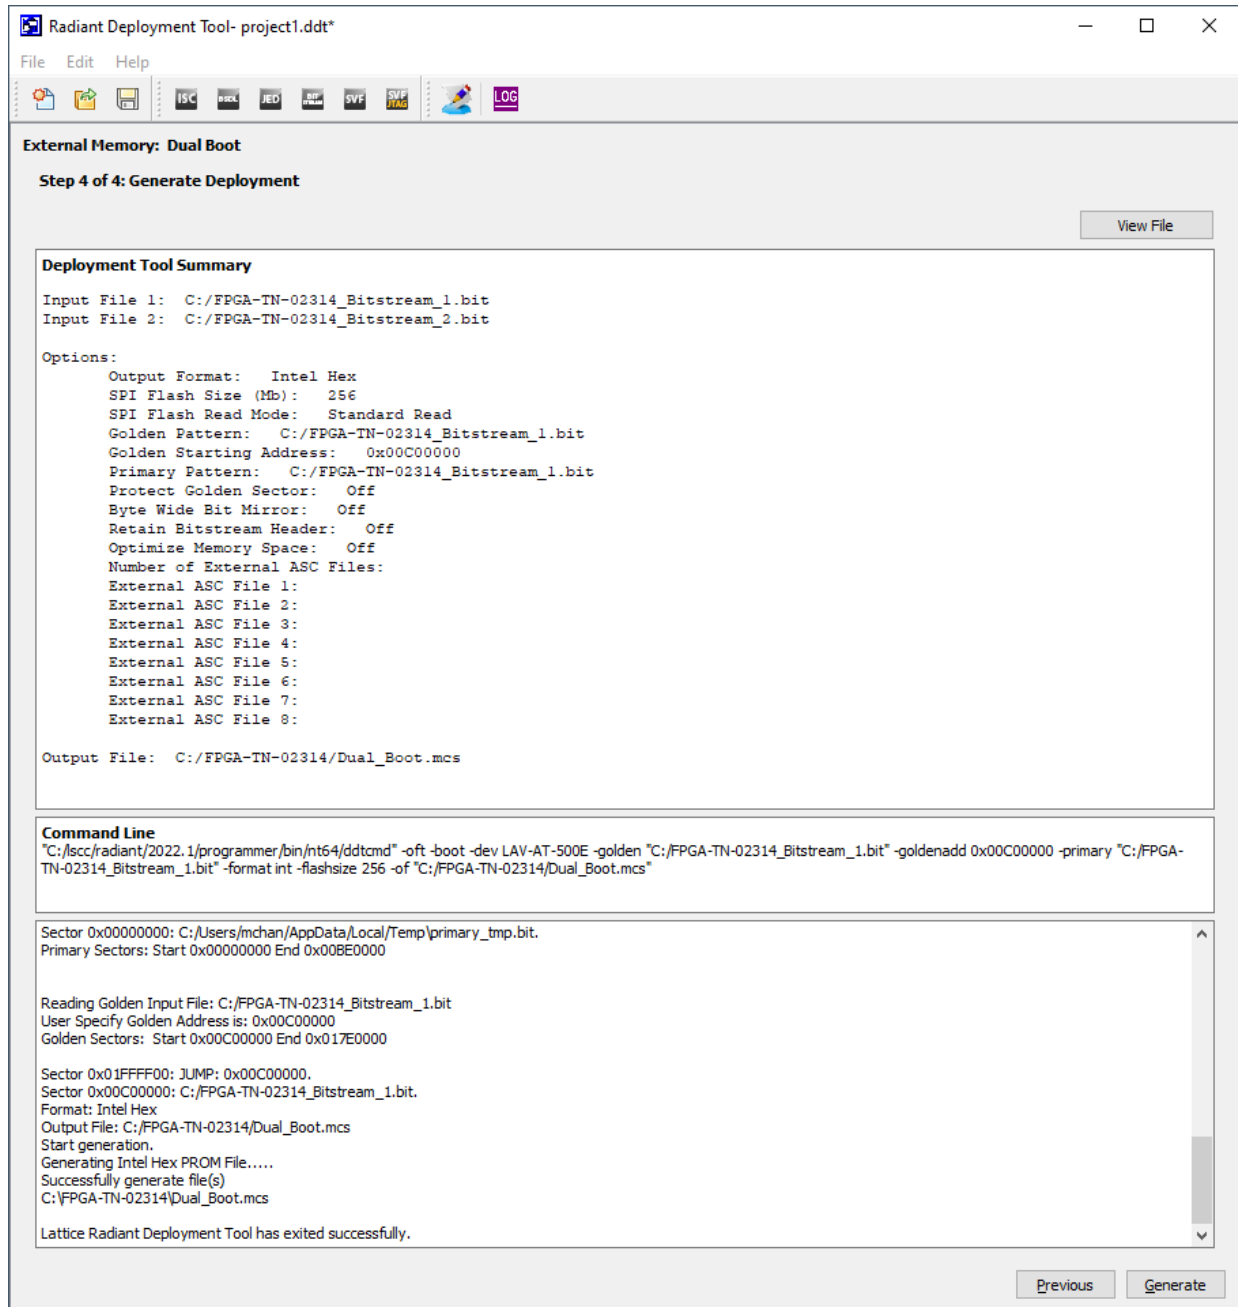 Radiant Deployment Tool- project1.ddt*
File Edit Help
ISC BSDL JED BIT STREAM SVF SVF JTAG LOG
External Memory: Dual Boot
Step 4 of 4: Generate Deployment
View File
Deployment Tool Summary
Input File 1: C:/FPGA-TN-02314_Bitstream_1.bit
Input File 2: C:/FPGA-TN-02314_Bitstream_2.bit
Options:
Output Format: Intel Hex
SPI Flash Size (Mb): 256
SPI Flash Read Mode: Standard Read
Golden Pattern: C:/FPGA-TN-02314_Bitstream_1.bit
Golden Starting Address: 0x00C00000
Primary Pattern: C:/FPGA-TN-02314_Bitstream_1.bit
Protect Golden Sector: Off
Byte Wide Bit Mirror: Off
Retain Bitstream Header: Off
Optimize Memory Space: Off
Number of External ASC Files:
External ASC File 1:
External ASC File 2:
External ASC File 3:
External ASC File 4:
External ASC File 5:
External ASC File 6:
External ASC File 7:
External ASC File 8:
Output File: C:/FPGA-TN-02314/Dual_Boot.mcs
Command Line
"C:/lscc/radiant/2022.1/programmer/bin/nt64/ddtcmd" -oft -boot -dev LAV-AT-500E -golden "C:/FPGA-TN-02314_Bitstream_1.bit" -goldenadd 0x00C00000 -primary "C:/FPGA-
TN-02314_Bitstream_1.bit" -format int -flashsize 256 -of "C:/FPGA-TN-02314/Dual_Boot.mcs"
Sector 0x00000000: C:/Users/mchan/AppData/Local/Temp\primary_tmp.bit.
Primary Sectors: Start 0x00000000 End 0x00BE0000
Reading Golden Input File: C:/FPGA-TN-02314_Bitstream_1.bit
User Specify Golden Address is: 0x00C00000
Golden Sectors: Start 0x00C00000 End 0x017E0000
Sector 0x01FFFF00: JUMP: 0x00C00000.
Sector 0x00C00000: C:/FPGA-TN-02314_Bitstream_1.bit.
Format: Intel Hex
Output File: C:/FPGA-TN-02314/Dual_Boot.mcs
Start generation.
Generating Intel Hex PROM File.....
Successfully generate file(s)
C:\FPGA-TN-02314\Dual_Boot.mcs
Lattice Radiant Deployment Tool has exited successfully.
Previous Generate